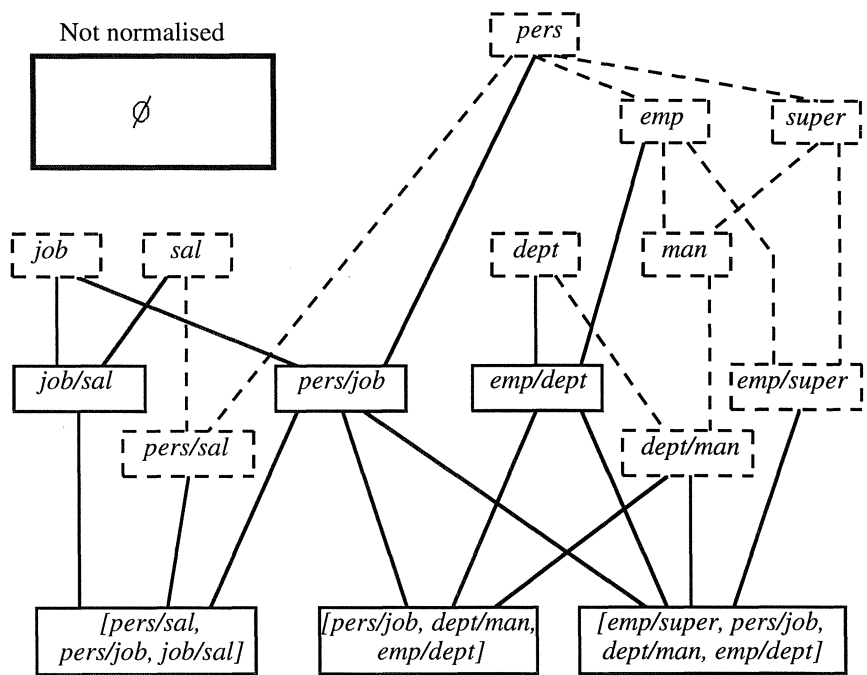 Not normalised
∅
pers
emp
super
job
sal
dept
man
job/sal
pers/job
emp/dept
emp/super
pers/sal
dept/man
[pers/sal,
pers/job, job/sal]
[pers/job, dept/man,
emp/dept]
[emp/super, pers/job,
dept/man, emp/dept]